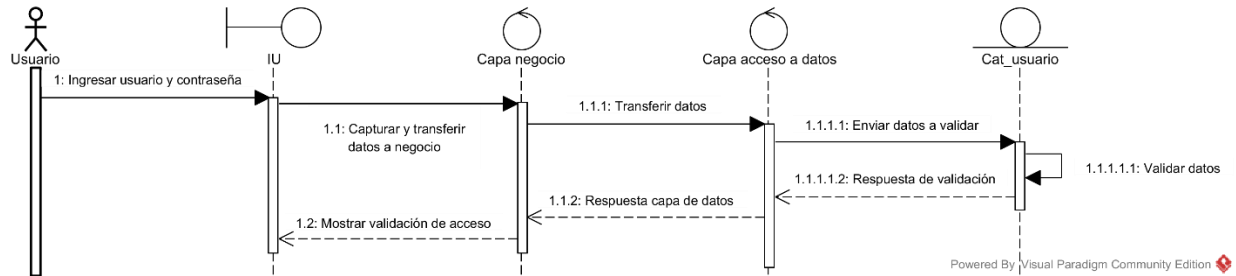 Usuario
IU
Capa negocio
Capa acceso a datos
Cat_usuario
1: Ingresar usuario y contraseña
1.1: Capturar y transferir
datos a negocio
1.1.1: Transferir datos
1.1.1.1: Enviar datos a validar
1.1.1.1.1: Validar datos
1.1.1.1.2: Respuesta de validación
1.1.2: Respuesta capa de datos
1.2: Mostrar validación de acceso
Powered By Visual Paradigm Community Edition